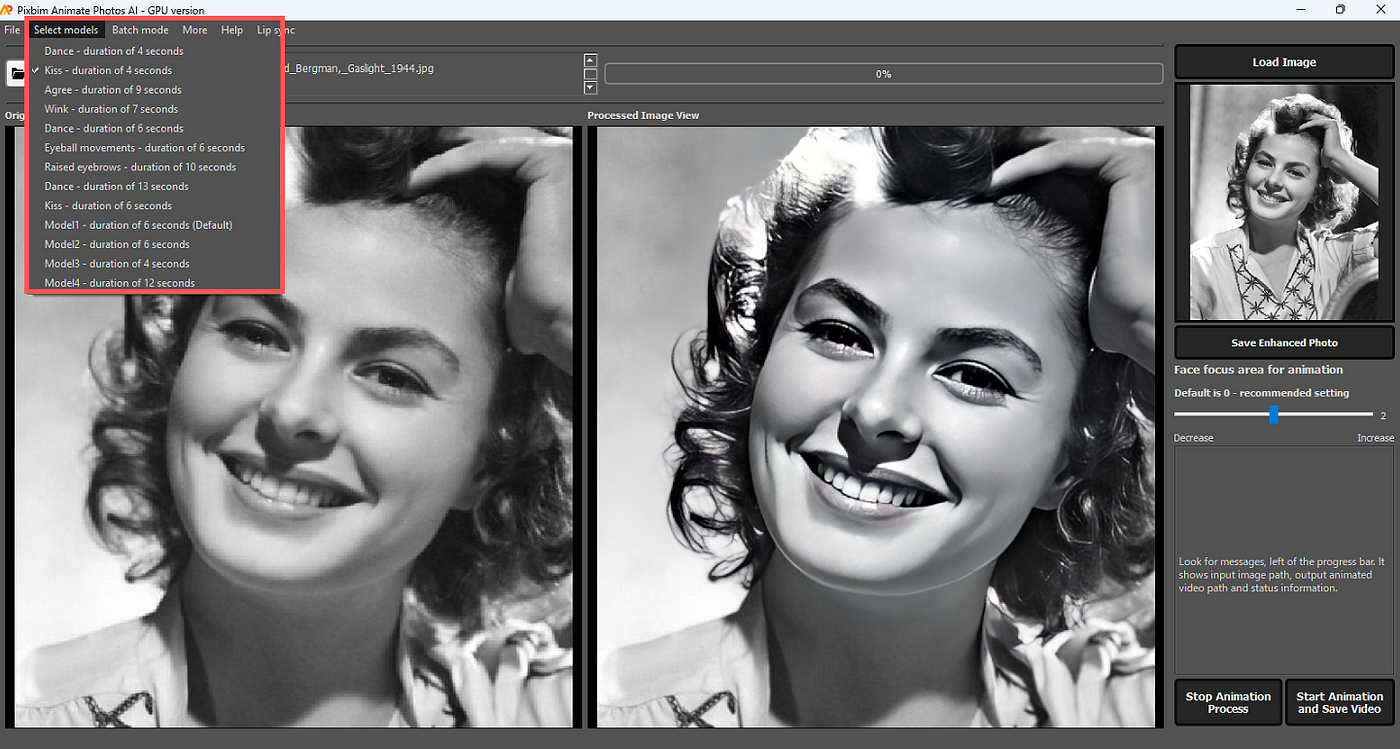 Pixbim Animate Photos AI - GPU version
File Select models Batch mode More Help Lip sync
Dance - duration of 4 seconds
Kiss - duration of 4 seconds
Agree - duration of 9 seconds
Wink - duration of 7 seconds
Dance - duration of 6 seconds
Eyeball movements - duration of 6 seconds
Raised eyebrows - duration of 10 seconds
Dance - duration of 13 seconds
Kiss - duration of 6 seconds
Model1 - duration of 6 seconds (Default)
Model2 - duration of 6 seconds
Model3 - duration of 4 seconds
Model4 - duration of 12 seconds
d_Bergman,_Gaslight_1944.jpg
0%
Orig
Processed Image View
Load Image
Save Enhanced Photo
Face focus area for animation
Default is 0 - recommended setting
2
Decrease Increase
Look for messages, left of the progress bar. It
shows input image path, output animated
video path and status information.
Stop Animation
Process
Start Animation
and Save Video